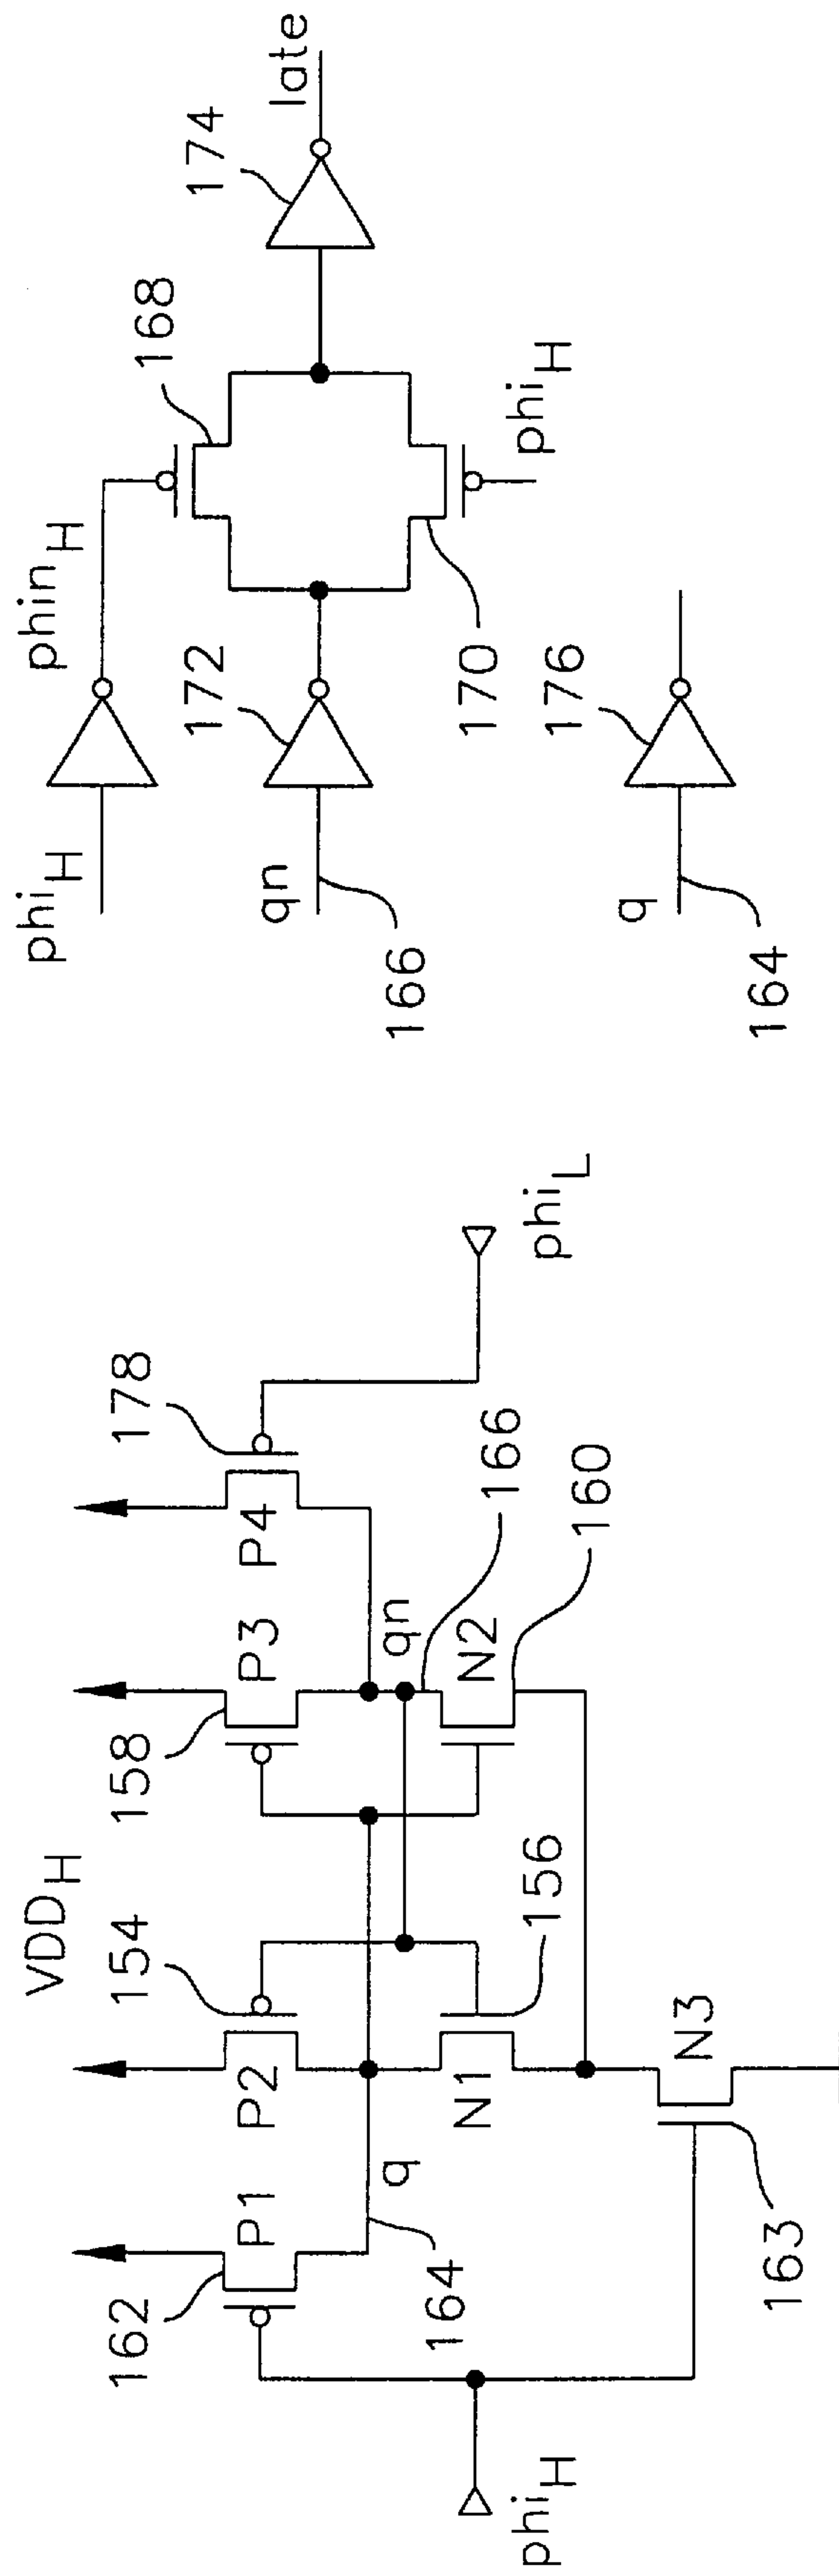 VDD_H
162
P1
154
P2
158
P3
178
P4
q
qn
164
N1
156
N2
166
160
phi_H
phi_L
N3
163
phi_H
phin_H
168
174
late
qn
172
166
170
phi_H
q
176
164